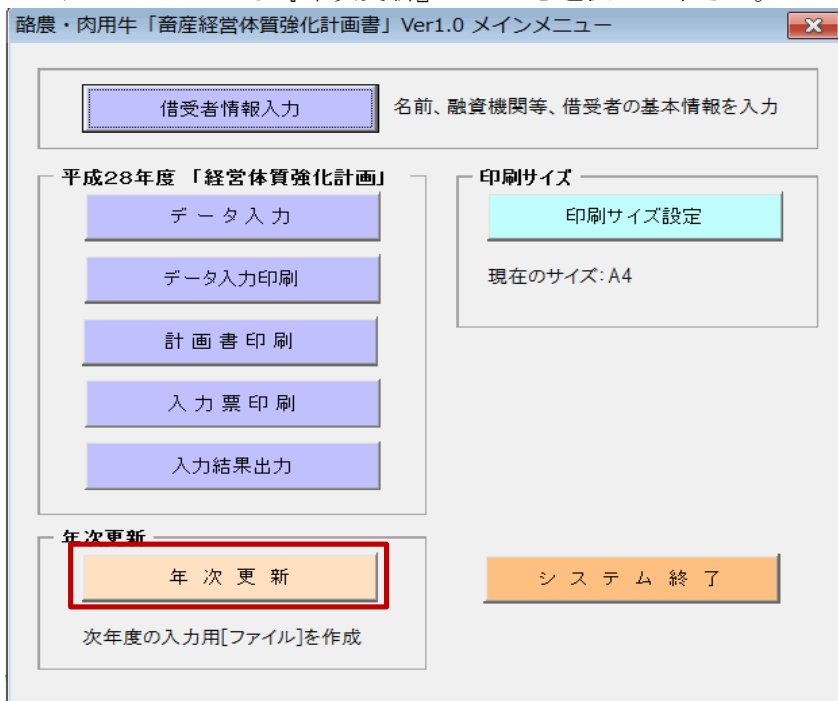 酪農・肉用牛「畜産経営体質強化計画書」Ver1.0 メインメニュー
借受者情報入力
名前、融資機関等、借受者の基本情報を入力
平成28年度 「経営体質強化計画」
データ入力
データ入力印刷
計画書印刷
入力票印刷
入力結果出力
印刷サイズ
印刷サイズ設定
現在のサイズ:A4
年次更新
年次更新
次年度の入力用[ファイル]を作成
システム終了